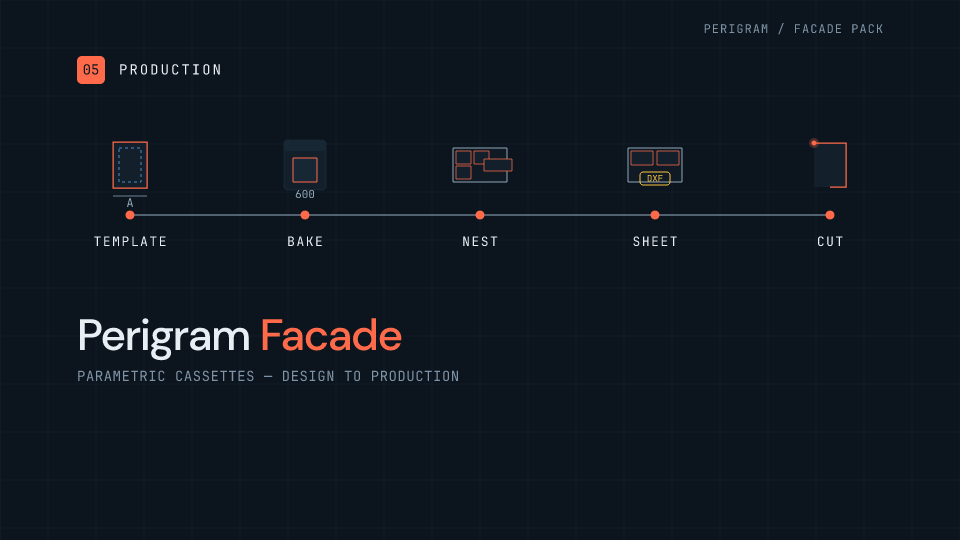 PERIGRAM / FACADE PACK
05 PRODUCTION
A
600
DXF
TEMPLATE BAKE NEST SHEET CUT
Perigram Facade
PARAMETRIC CASSETTES — DESIGN TO PRODUCTION